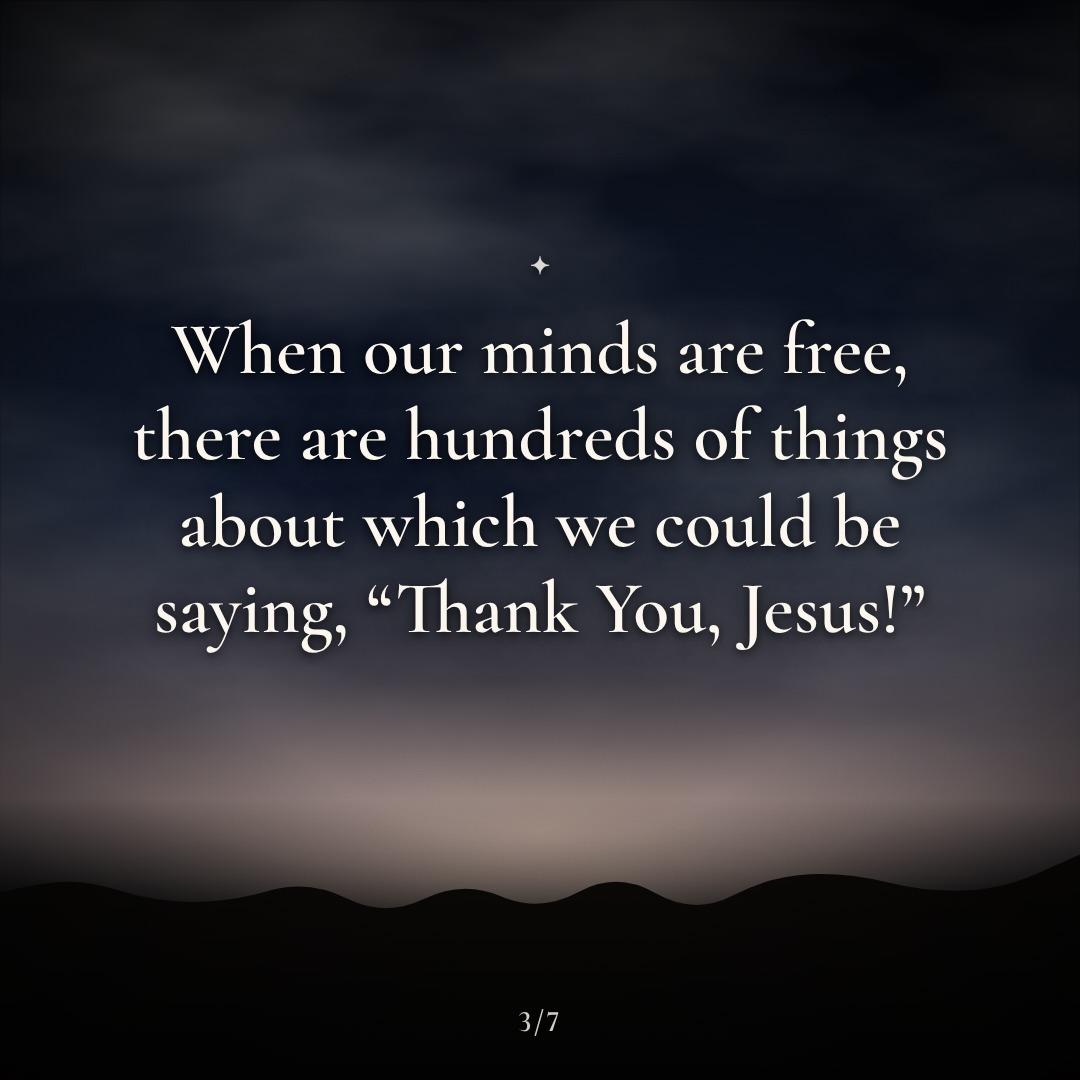 When our minds are free,
there are hundreds of things
about which we could be
saying, “Thank You, Jesus!”
3/7